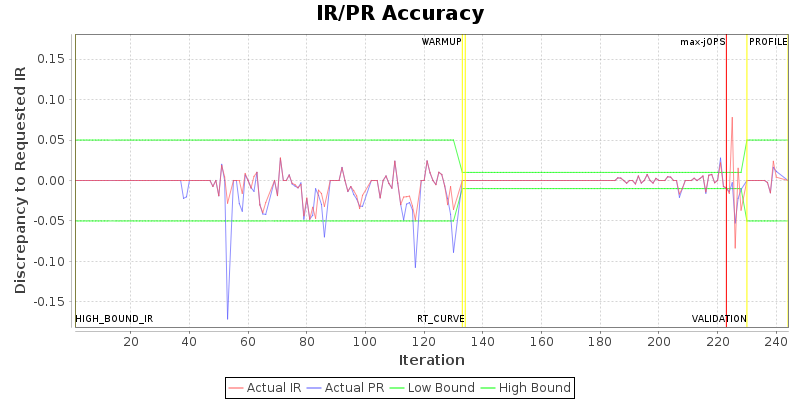 IR/PR Accuracy
Discrepancy to Requested IR
0.15
0.10
0.05
0.00
-0.05
-0.10
-0.15
WARMUP
max-jOPS
PROFILE
HIGH_BOUND_IR
RT_CURVE
VALIDATION
20 40 60 80 100 120 140 160 180 200 220 240
Iteration
Actual IR Actual PR Low Bound High Bound